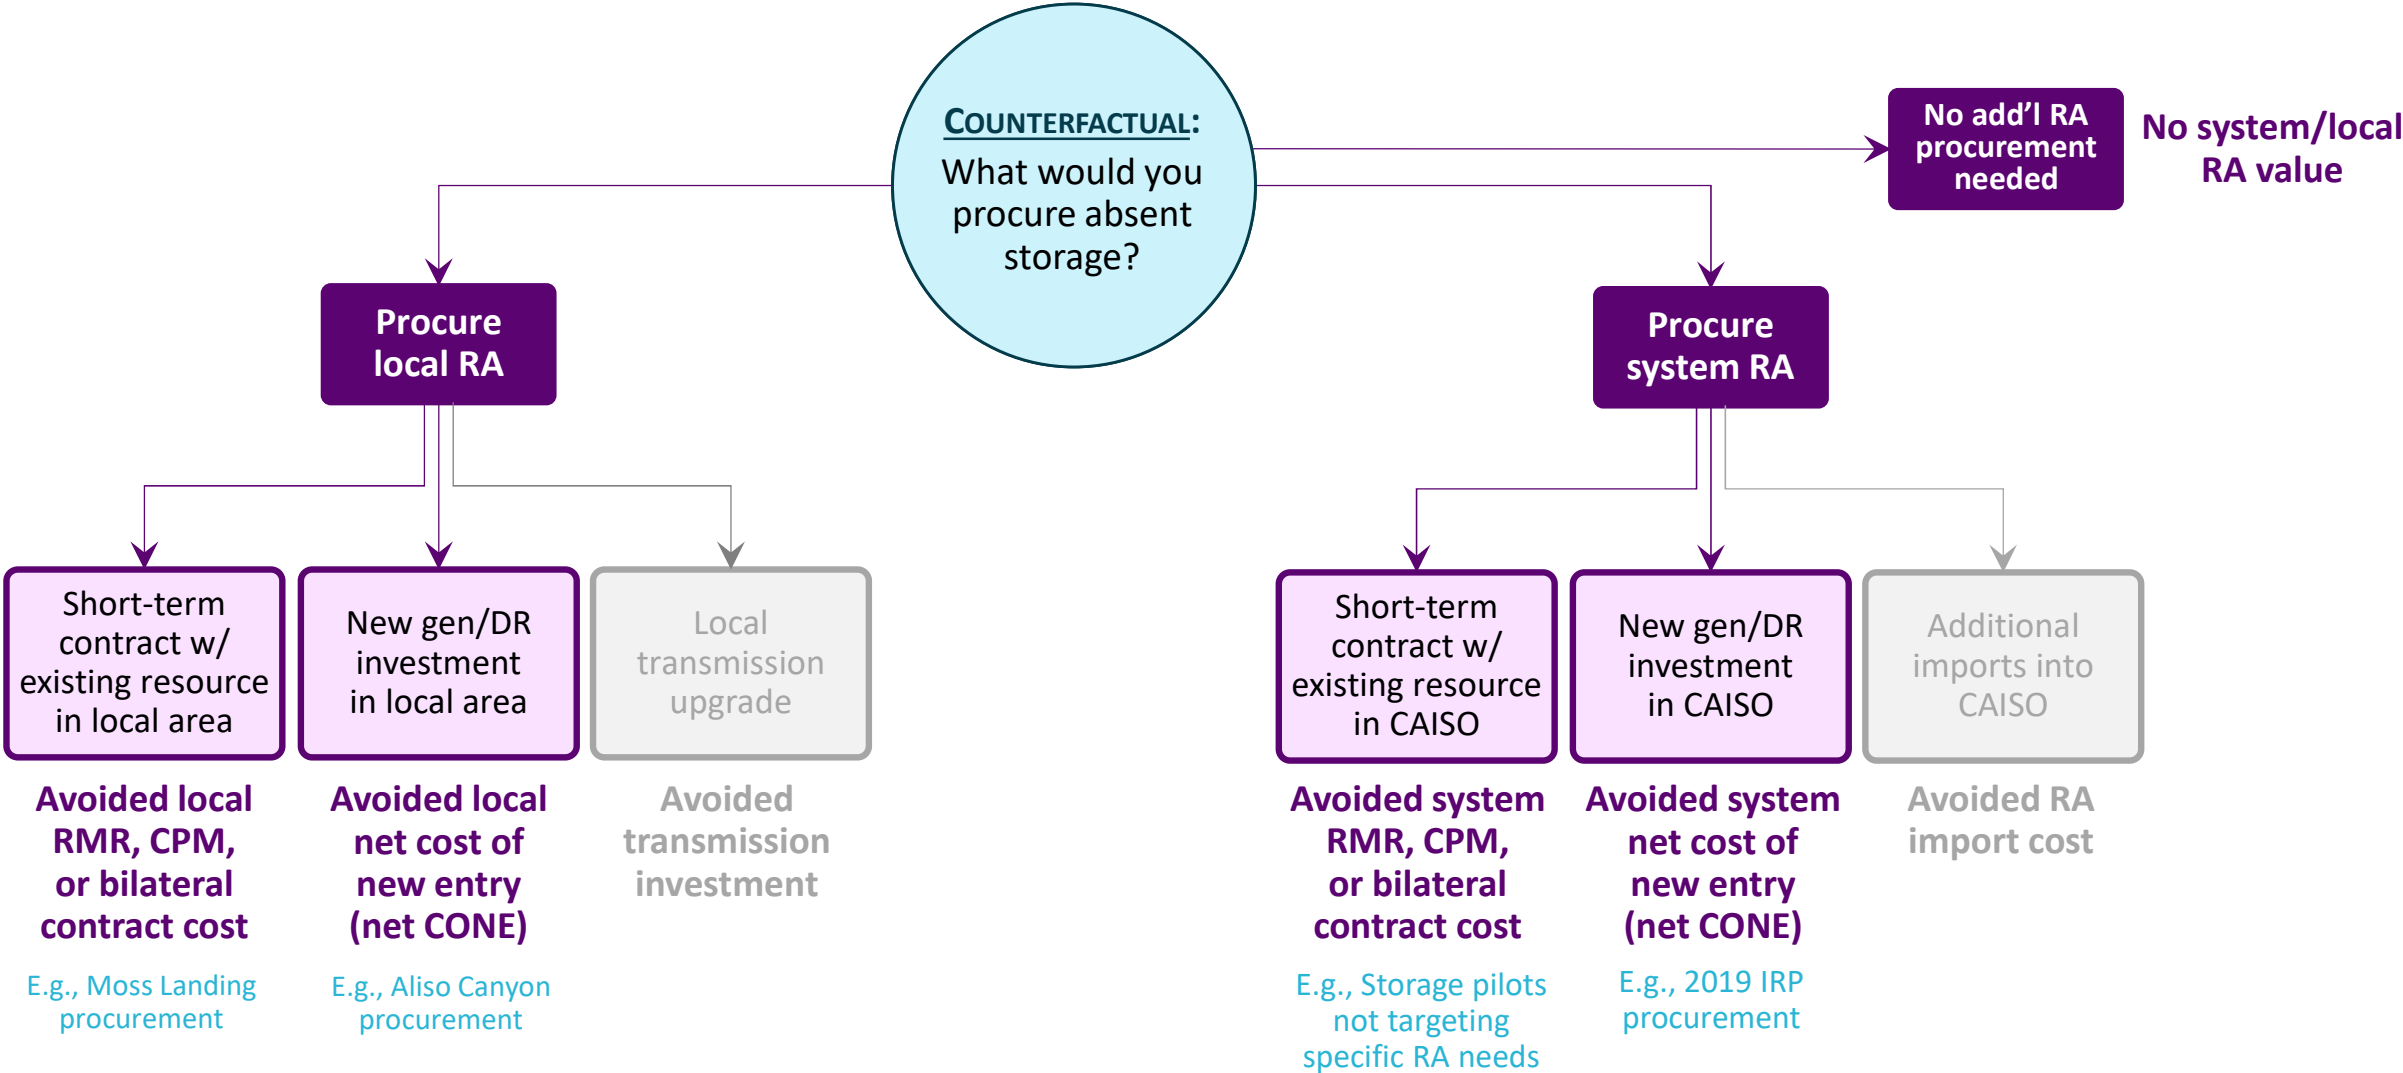 COUNTERFACTUAL:
What would you
procure absent
storage?
No add’l RA
procurement
needed
No system/local
RA value
Procure
local RA
Procure
system RA
Short-term
contract w/
existing resource
in local area
New gen/DR
investment
in local area
Local
transmission
upgrade
Short-term
contract w/
existing resource
in CAISO
New gen/DR
investment
in CAISO
Additional
imports into
CAISO
Avoided local
RMR, CPM,
or bilateral
contract cost
Avoided local
net cost of
new entry
(net CONE)
Avoided
transmission
investment
Avoided system
RMR, CPM,
or bilateral
contract cost
Avoided system
net cost of
new entry
(net CONE)
Avoided RA
import cost
E.g., Moss Landing
procurement
E.g., Aliso Canyon
procurement
E.g., Storage pilots
not targeting
specific RA needs
E.g., 2019 IRP
procurement